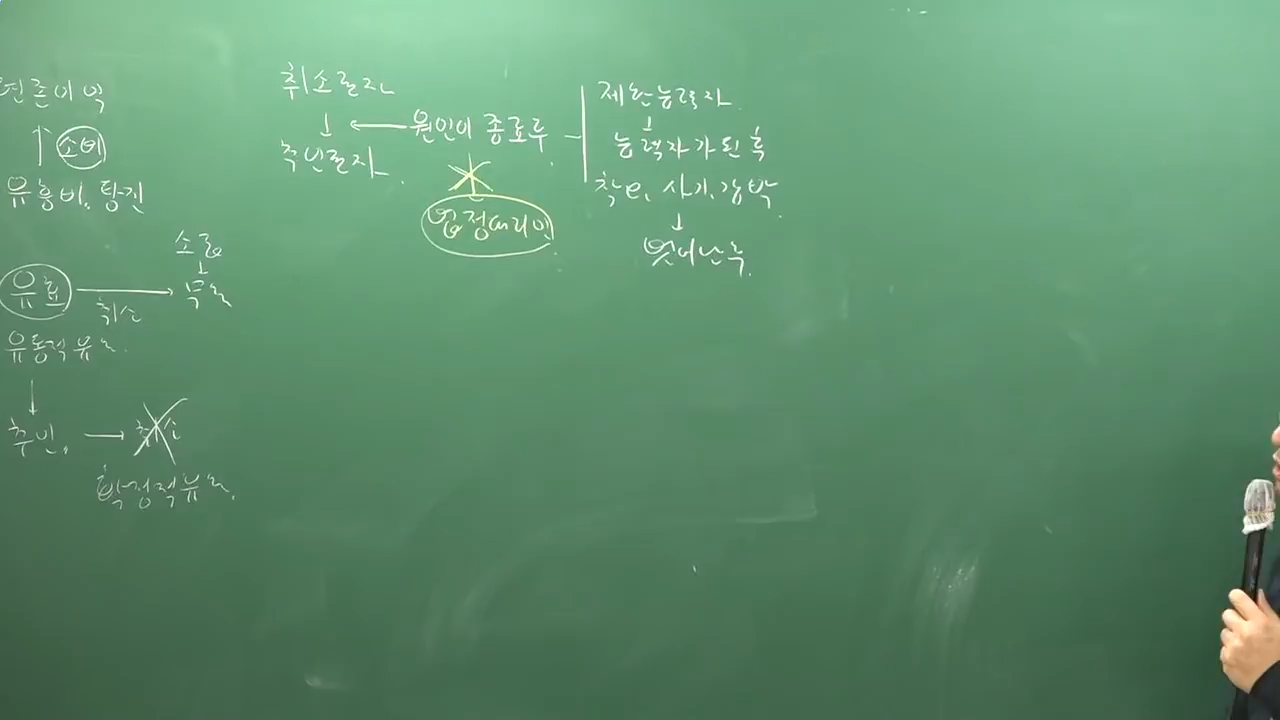 현존이익
↑ 소비
유흥비, 탕진
소급
↓
유효 → 무효
취소
유동적 유효.
↓
추인. → 취소
확정적 유효.
취소권자
↓ ← 원인이 종료후
추인권자.
법정대리인
제한능력자.
↓
능력자가 된 후
착오, 사기, 강박.
↓
벗어난 후.